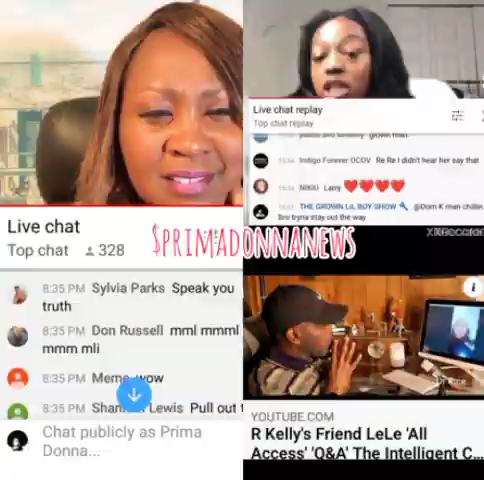 Live chat
Top chat 328
8:35 PM Sylvia Parks Speak you
truth
8:35 PM Don Russell mml mmml
mmm mli
8:35 PM Meme wow
8:35 PM Lewis Pull out
Chat publicly as Prima
Donna...
$PRIMADONNANEWS
Live chat replay
Top chat replay
Indigo Forever OCOV Re Re I didn't hear her say that
NIKKI Larry ❤❤❤❤
THE GROWN LIL BOY SHOW 🔧 @Dom K man chillin
bro tryna stay out the way
XRecorder
i
YOUTUBE.COM
R Kelly's Friend LeLe 'All
Access' 'Q&A' The Intelligent C...